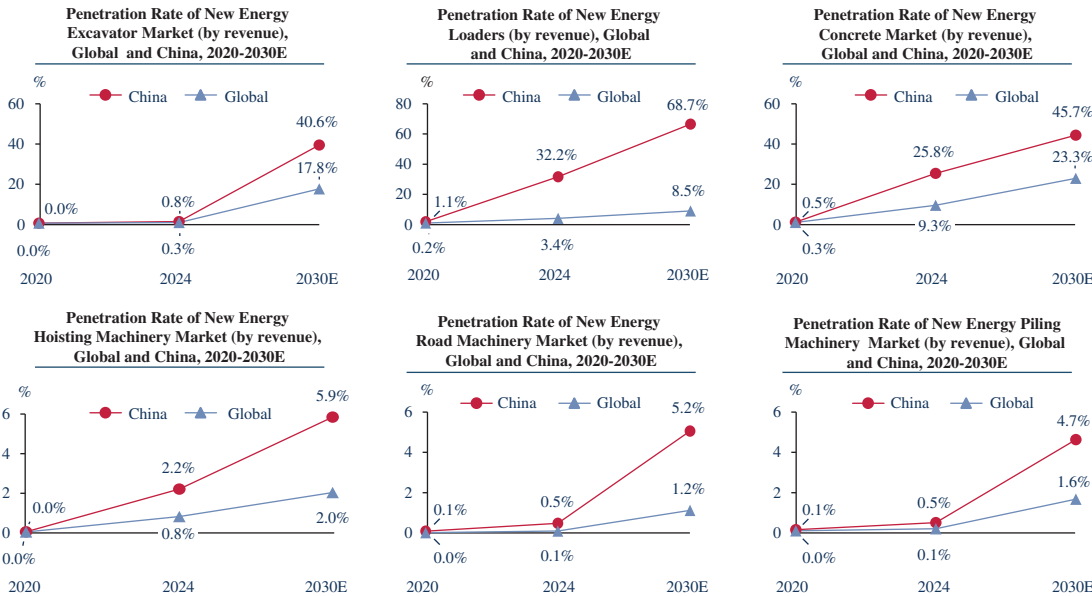 Penetration Rate of New Energy
Excavator Market (by revenue),
Global and China, 2020-2030E
%
China
Global
60
40
20
0
40.6%
17.8%
0.0%
0.8%
0.0%
0.3%
2020
2024
2030E
Penetration Rate of New Energy
Loaders (by revenue), Global
and China, 2020-2030E
%
China
Global
80
60
40
20
0
68.7%
32.2%
1.1%
8.5%
0.2%
3.4%
2020
2024
2030E
Penetration Rate of New Energy
Concrete Market (by revenue),
Global and China, 2020-2030E
%
China
Global
60
40
20
0
45.7%
25.8%
23.3%
0.5%
9.3%
0.3%
2020
2024
2030E
Penetration Rate of New Energy
Hoisting Machinery Market (by revenue),
Global and China, 2020-2030E
%
China
Global
6
4
2
0
5.9%
2.2%
0.0%
2.0%
0.8%
0.0%
2020
2024
2030E
Penetration Rate of New Energy
Road Machinery Market (by revenue),
Global and China, 2020-2030E
%
China
Global
6
4
2
0
5.2%
1.2%
0.1%
0.5%
0.0%
0.1%
2020
2024
2030E
Penetration Rate of New Energy Piling
Machinery Market (by revenue), Global
and China, 2020-2030E
%
China
Global
6
4
2
0
4.7%
1.6%
0.1%
0.5%
0.0%
0.1%
2020
2024
2030E